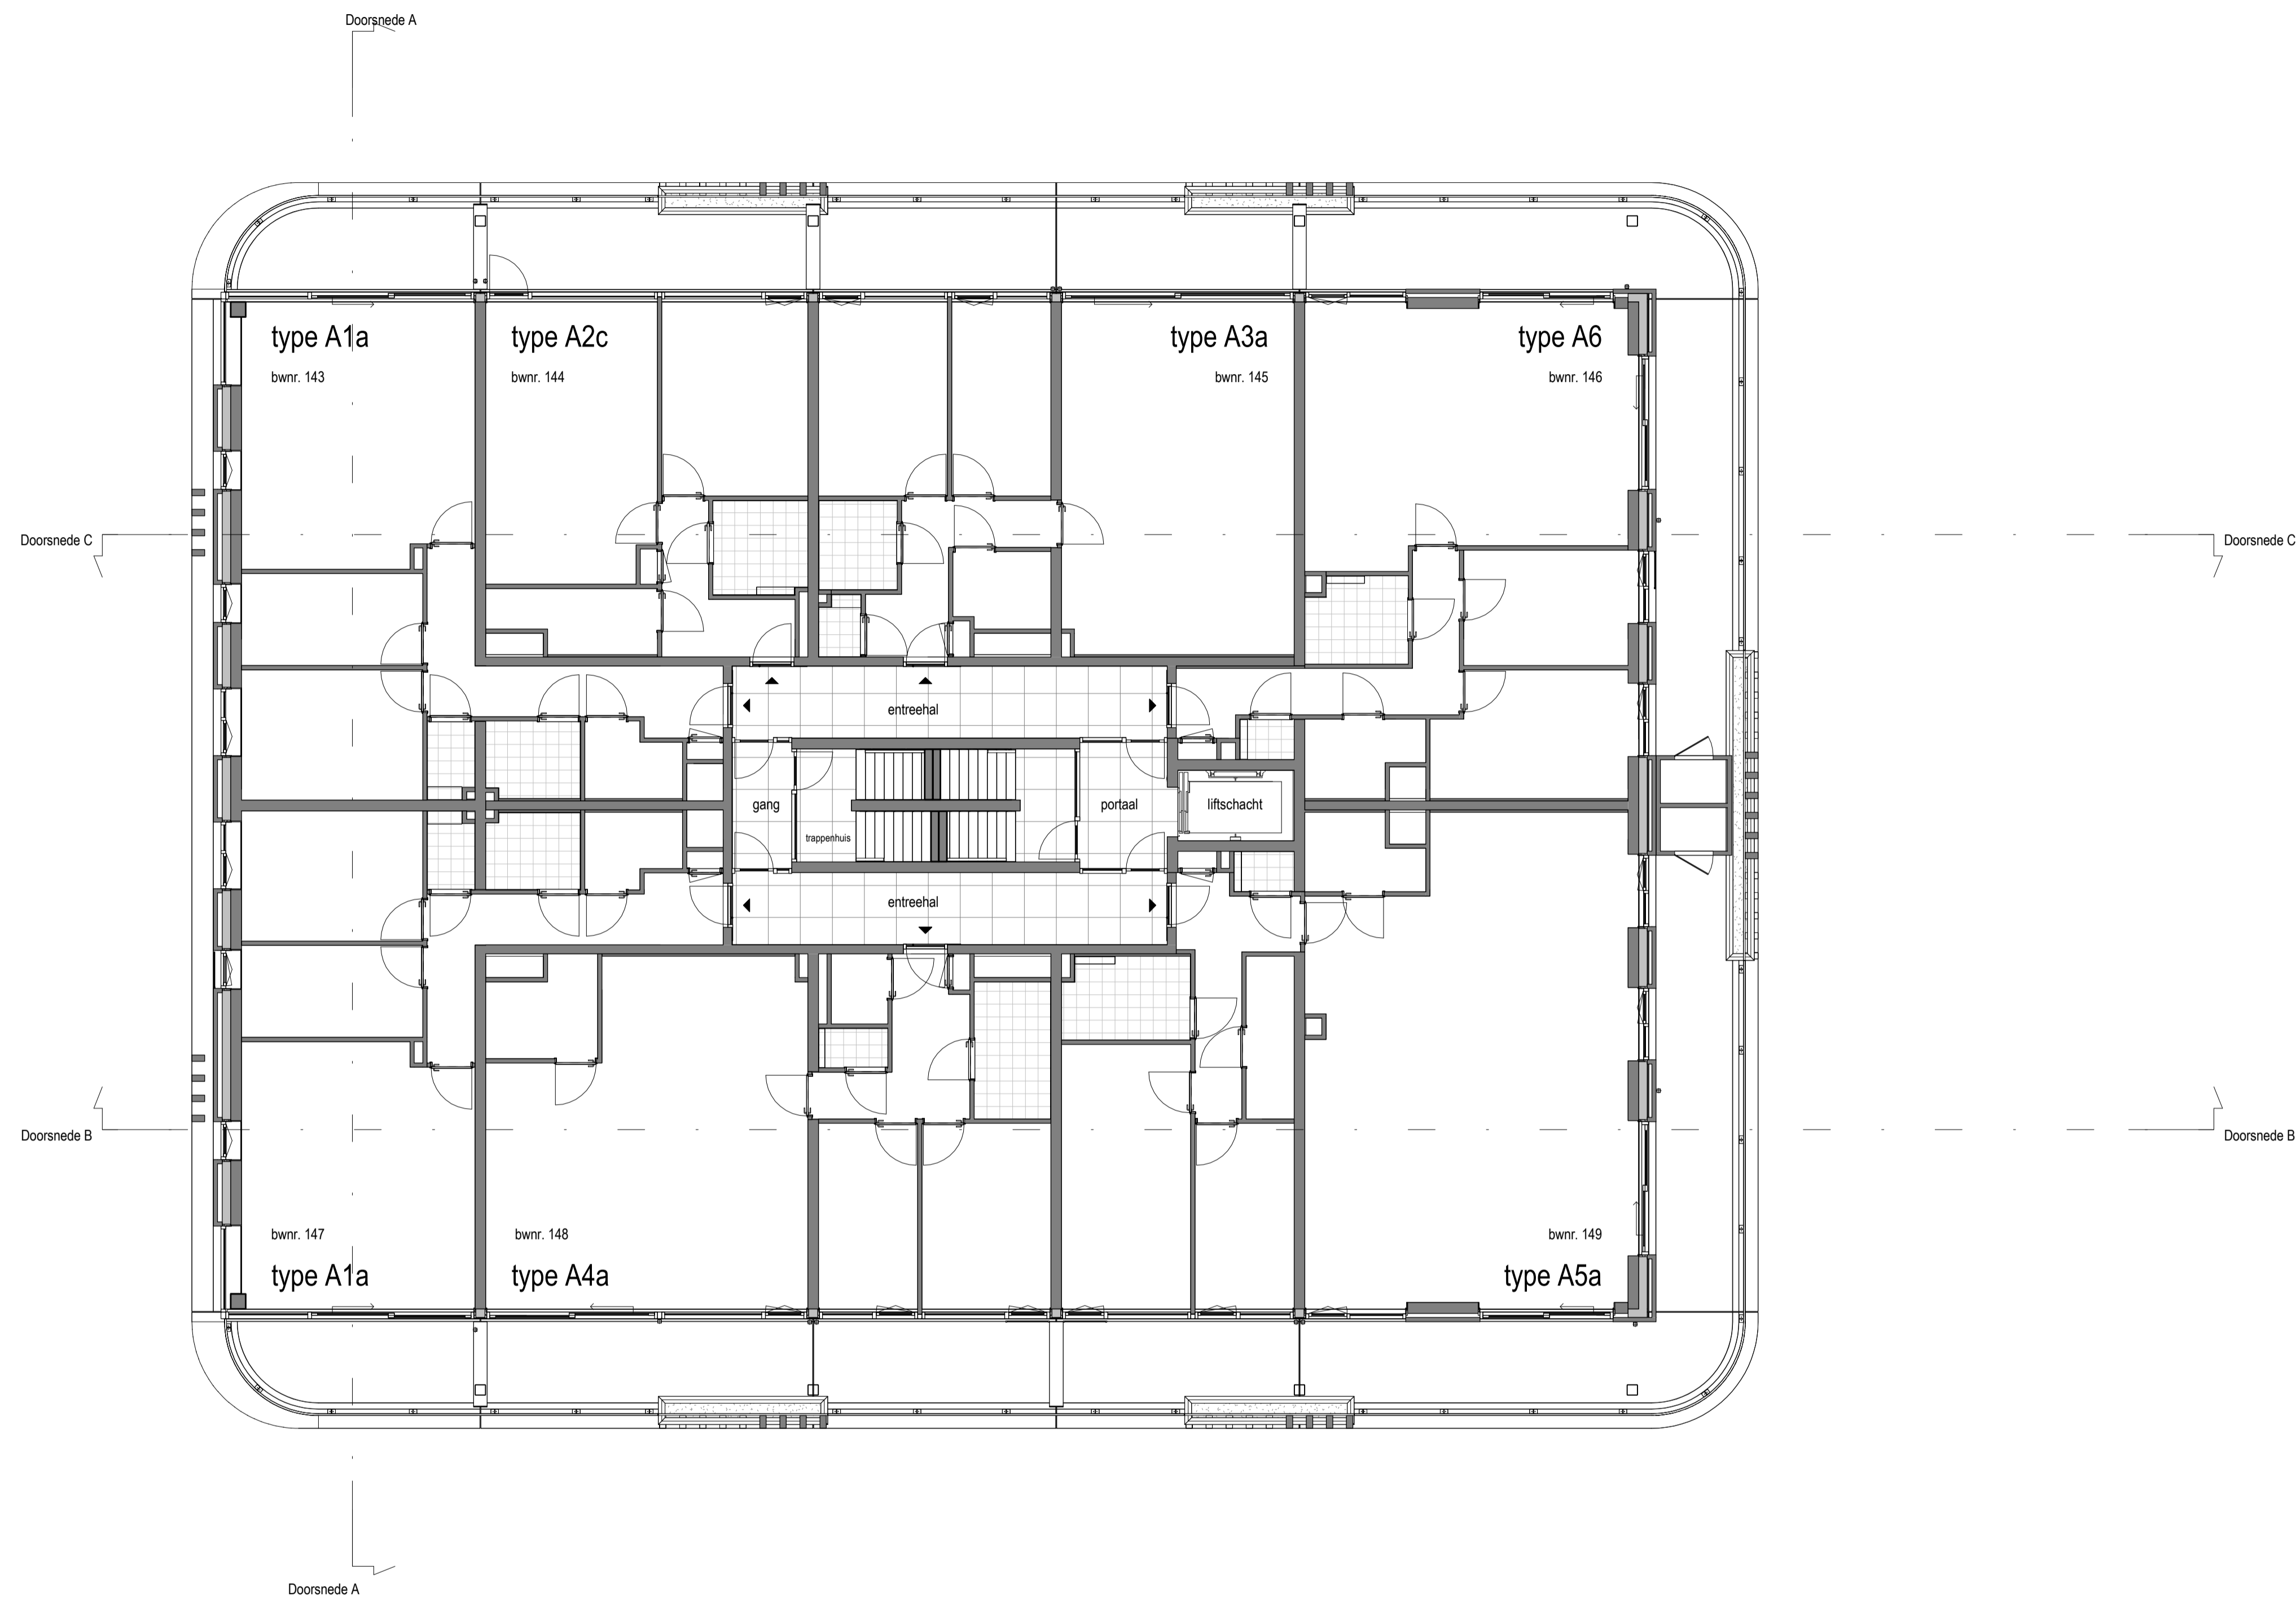 Doorsnede A
type A1a
type A2c
type A3a
type A6
bwnr. 143
bwnr. 144
bwnr. 145
bwnr. 146
Doorsnede C
Doorsnede C
entreehal
gang
portaal
liftschacht
trappenhuis
entreehal
Doorsnede B
Doorsnede B
bwnr. 147
bwnr. 148
bwnr. 149
type A1a
type A4a
type A5a
Doorsnede A